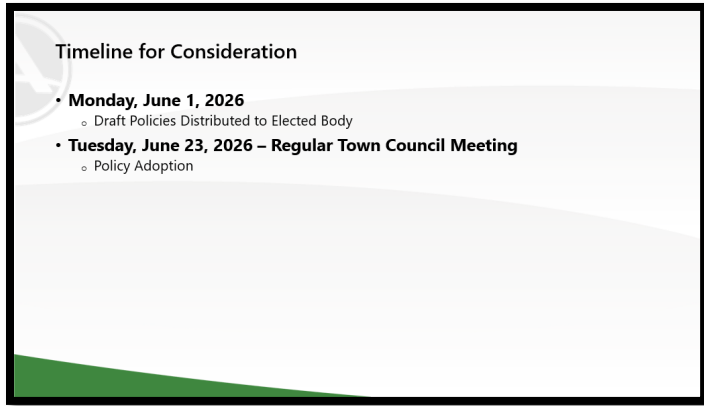 Timeline for Consideration
• Monday, June 1, 2026
o Draft Policies Distributed to Elected Body
• Tuesday, June 23, 2026 – Regular Town Council Meeting
o Policy Adoption